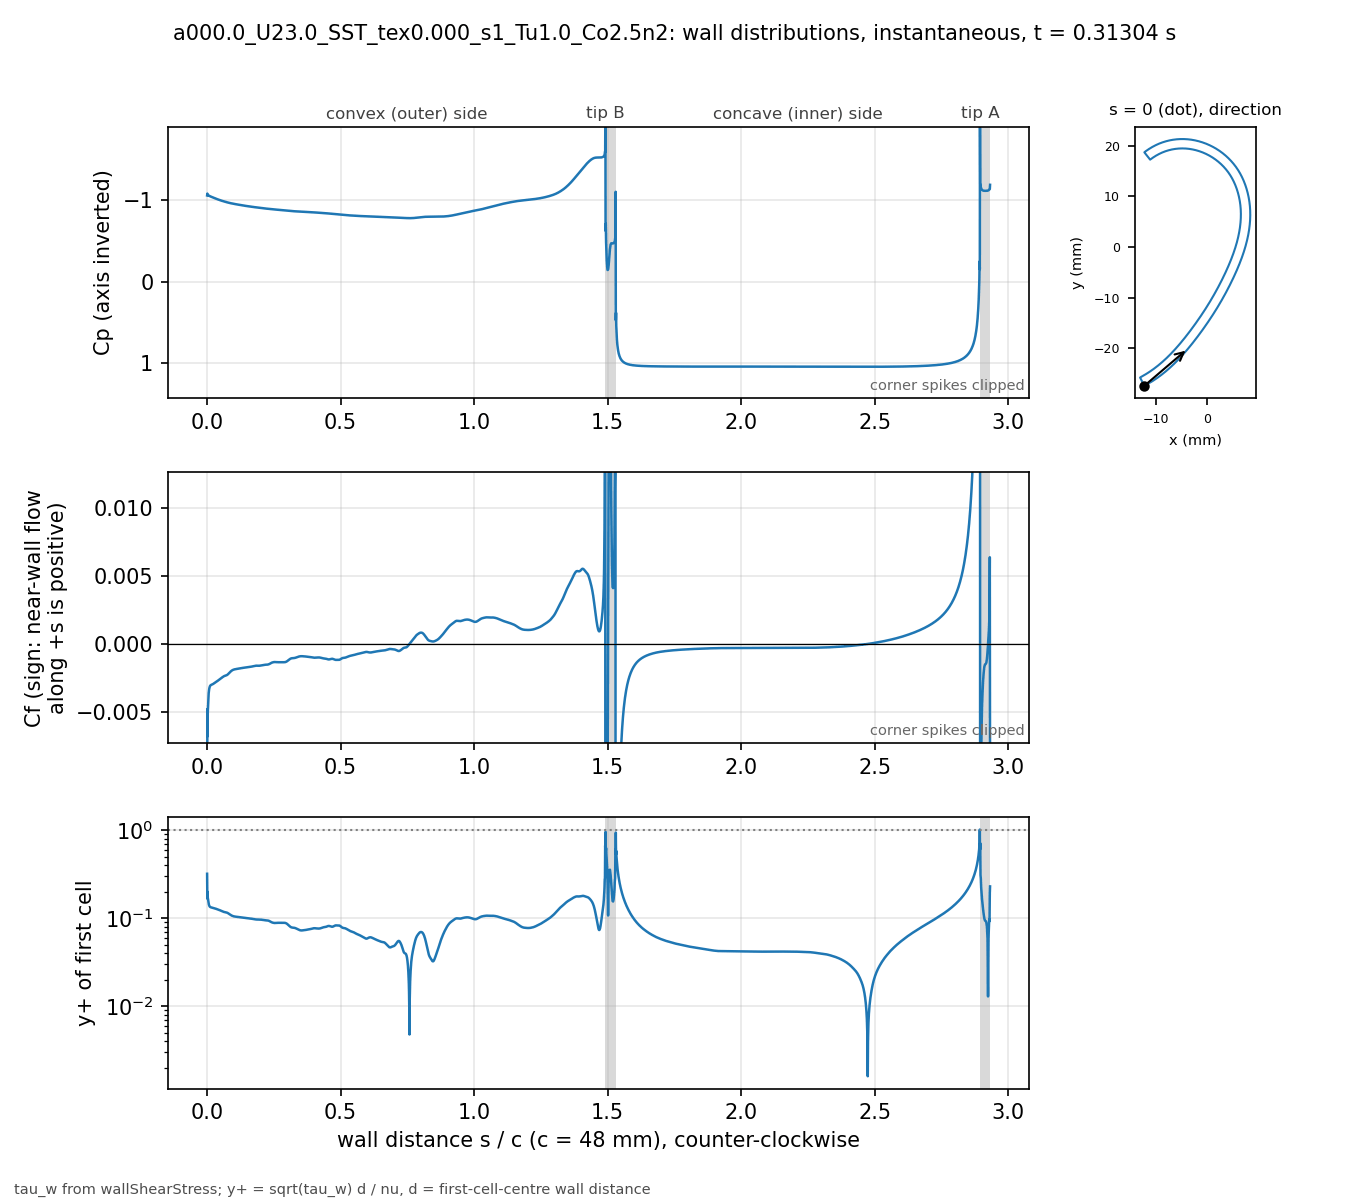 a000.0_U23.0_SST_tex0.000_s1_Tu1.0_Co2.5n2: wall distributions, instantaneous, t = 0.31304 s
convex (outer) side
tip B
concave (inner) side
tip A
s = 0 (dot), direction
Cp (axis inverted)
−1
0
1
corner spikes clipped
0.0 0.5 1.0 1.5 2.0 2.5 3.0
y (mm)
20
10
0
−10
−20
−10 0
x (mm)
Cf (sign: near-wall flow
along +s is positive)
0.010
0.005
0.000
−0.005
corner spikes clipped
0.0 0.5 1.0 1.5 2.0 2.5 3.0
y+ of first cell
10⁰
10⁻¹
10⁻²
0.0 0.5 1.0 1.5 2.0 2.5 3.0
wall distance s / c (c = 48 mm), counter-clockwise
tau_w from wallShearStress; y+ = sqrt(tau_w) d / nu, d = first-cell-centre wall distance